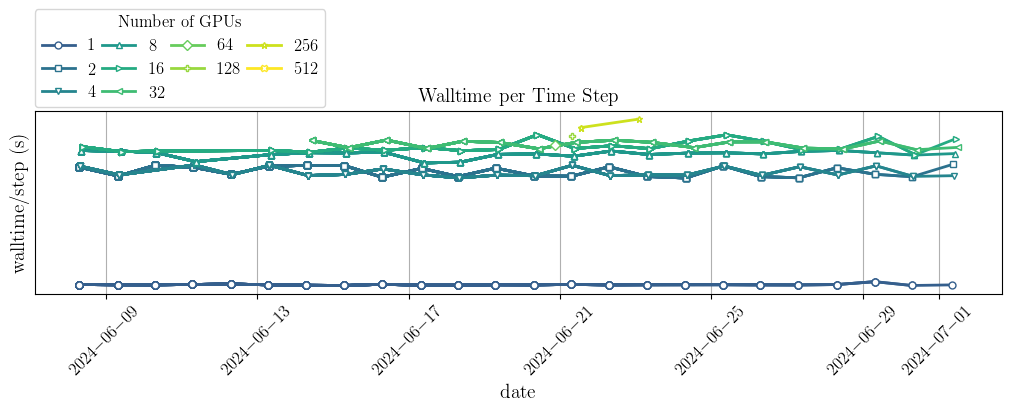 Number of GPUs
1 8 64 256
2 16 128 512
4 32
Walltime per Time Step
walltime/step (s)
2024−06−09 2024−06−13 2024−06−17 2024−06−21 2024−06−25 2024−06−29 2024−07−01
date